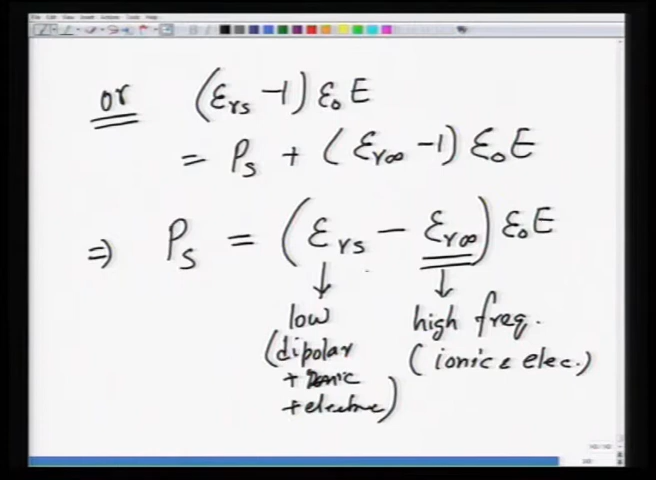 or (εrs −1) ε₀ E
= Ps + (εr∞ −1) ε₀ E
⇒ Ps = (εrs − εr∞) ε₀ E
↓ ↓
low high freq.
(dipolar (ionic & elec.)
+ ionic
+ electronic)